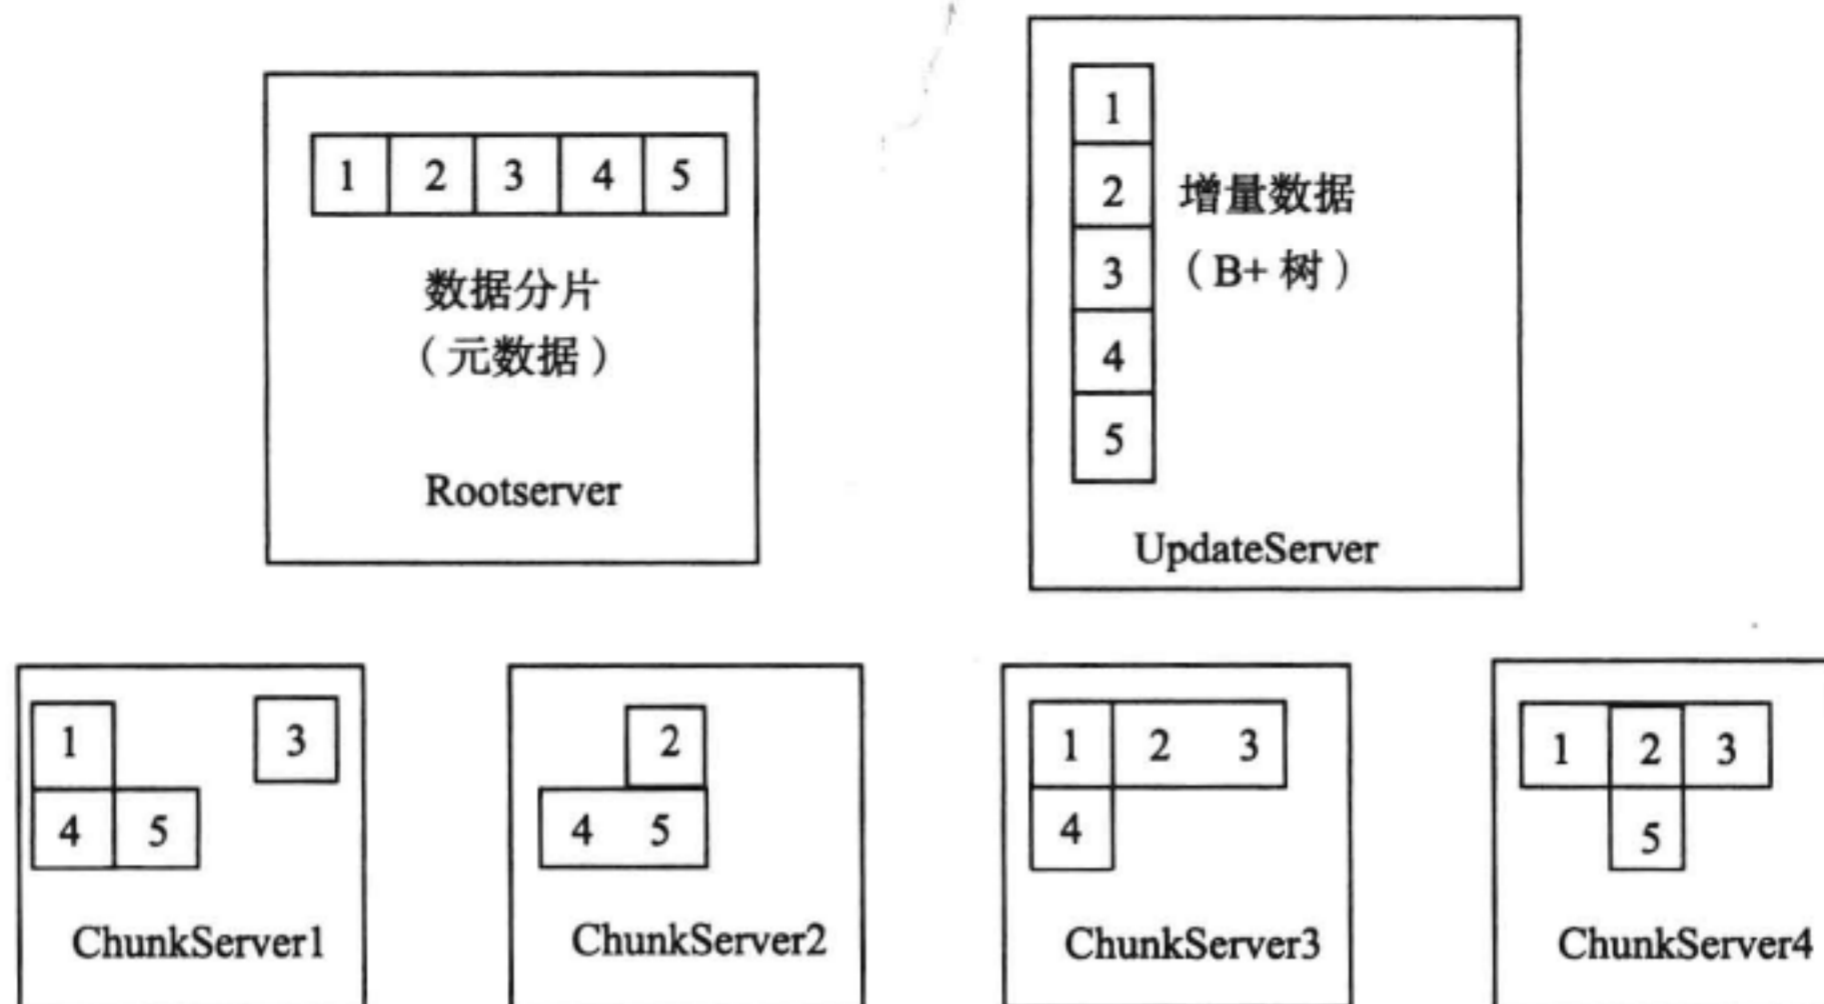 1 2 3 4 5
数据分片
（元数据）
Rootserver
1
2
3
4
5
增量数据
（B+ 树）
UpdateServer
1 3
4 5
ChunkServer1
2
4 5
ChunkServer2
1 2 3
4
ChunkServer3
1 2 3
5
ChunkServer4